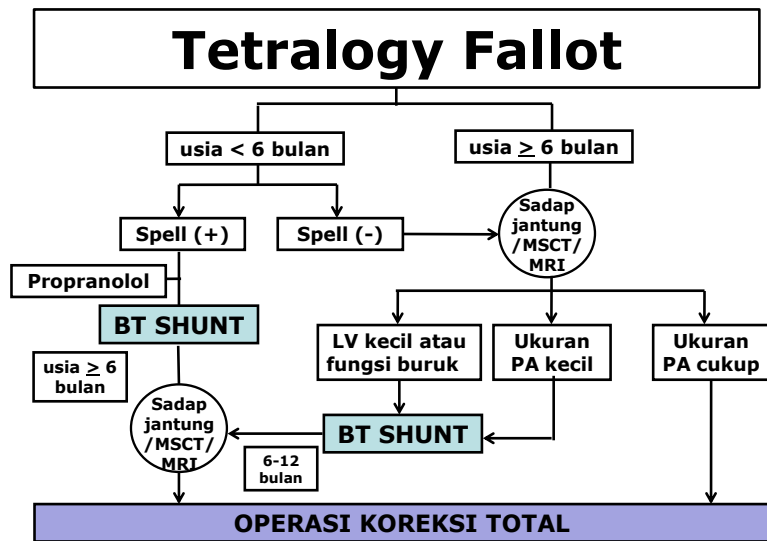 Tetralogy Fallot
usia < 6 bulan
usia ≥ 6 bulan
Spell (+)
Spell (-)
Sadap
jantung
/MSCT/
MRI
Propranolol
BT SHUNT
LV kecil atau
fungsi buruk
Ukuran
PA kecil
Ukuran
PA cukup
usia ≥ 6
bulan
Sadap
jantung
/MSCT/
MRI
BT SHUNT
6-12
bulan
OPERASI KOREKSI TOTAL